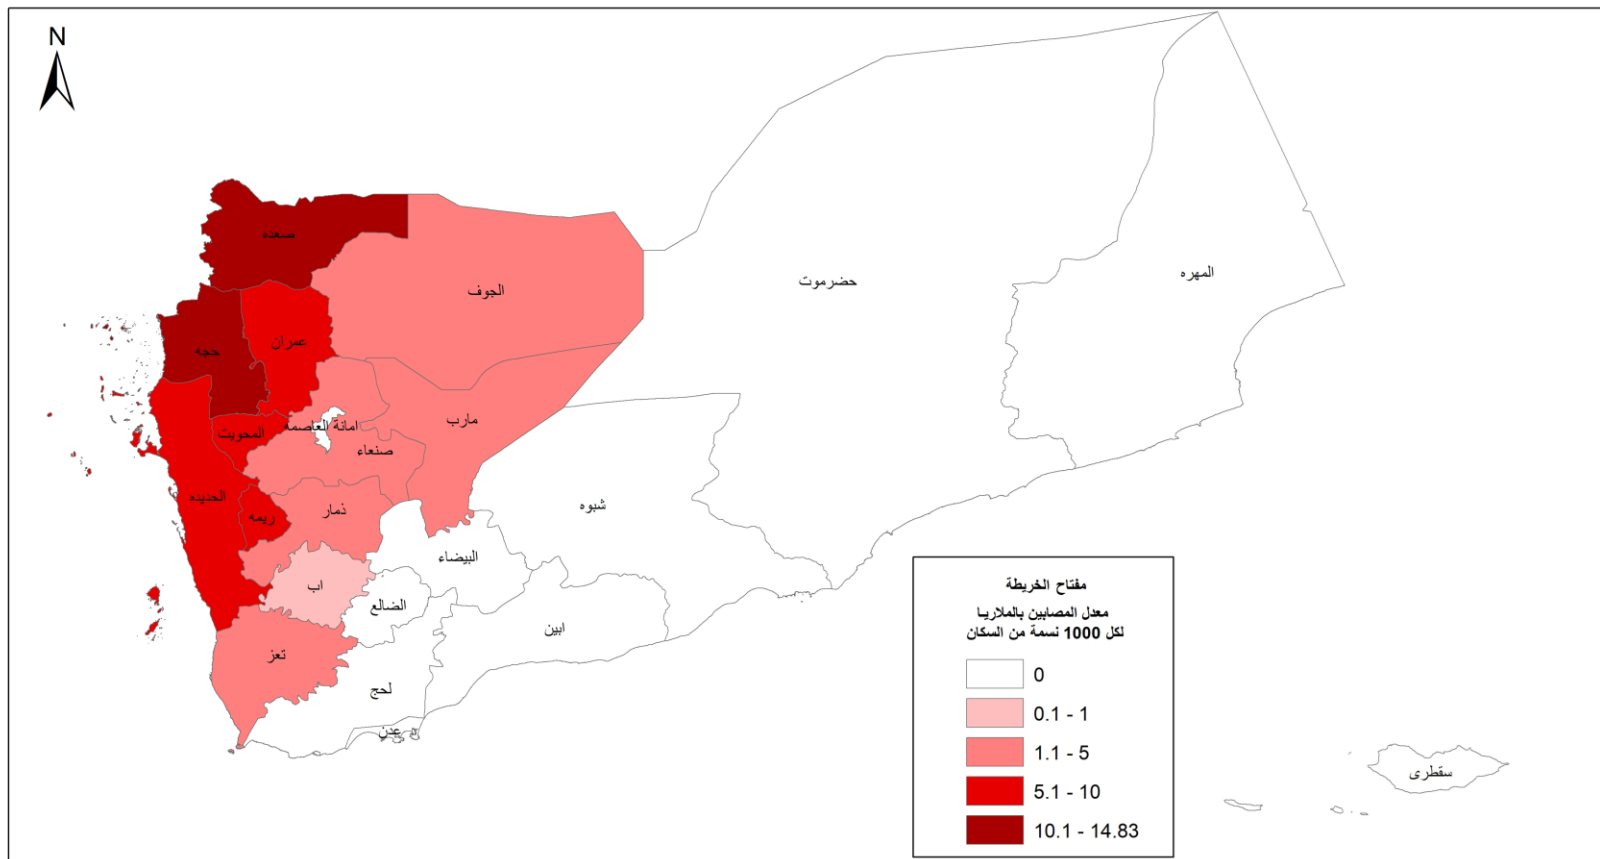 N
صعده
الجوف
حضرموت
المهره
حجه
عمران
مارب
امانة العاصمة
المحويت
صنعاء
الحديده
ريمه
ذمار
شبوه
البيضاء
اب
الضالع
ابين
تعز
لحج
عدن
سقطرى
مفتاح الخريطة
معدل المصابين بالملاريا
لكل 1000 نسمة من السكان
0
0.1 - 1
1.1 - 5
5.1 - 10
10.1 - 14.83